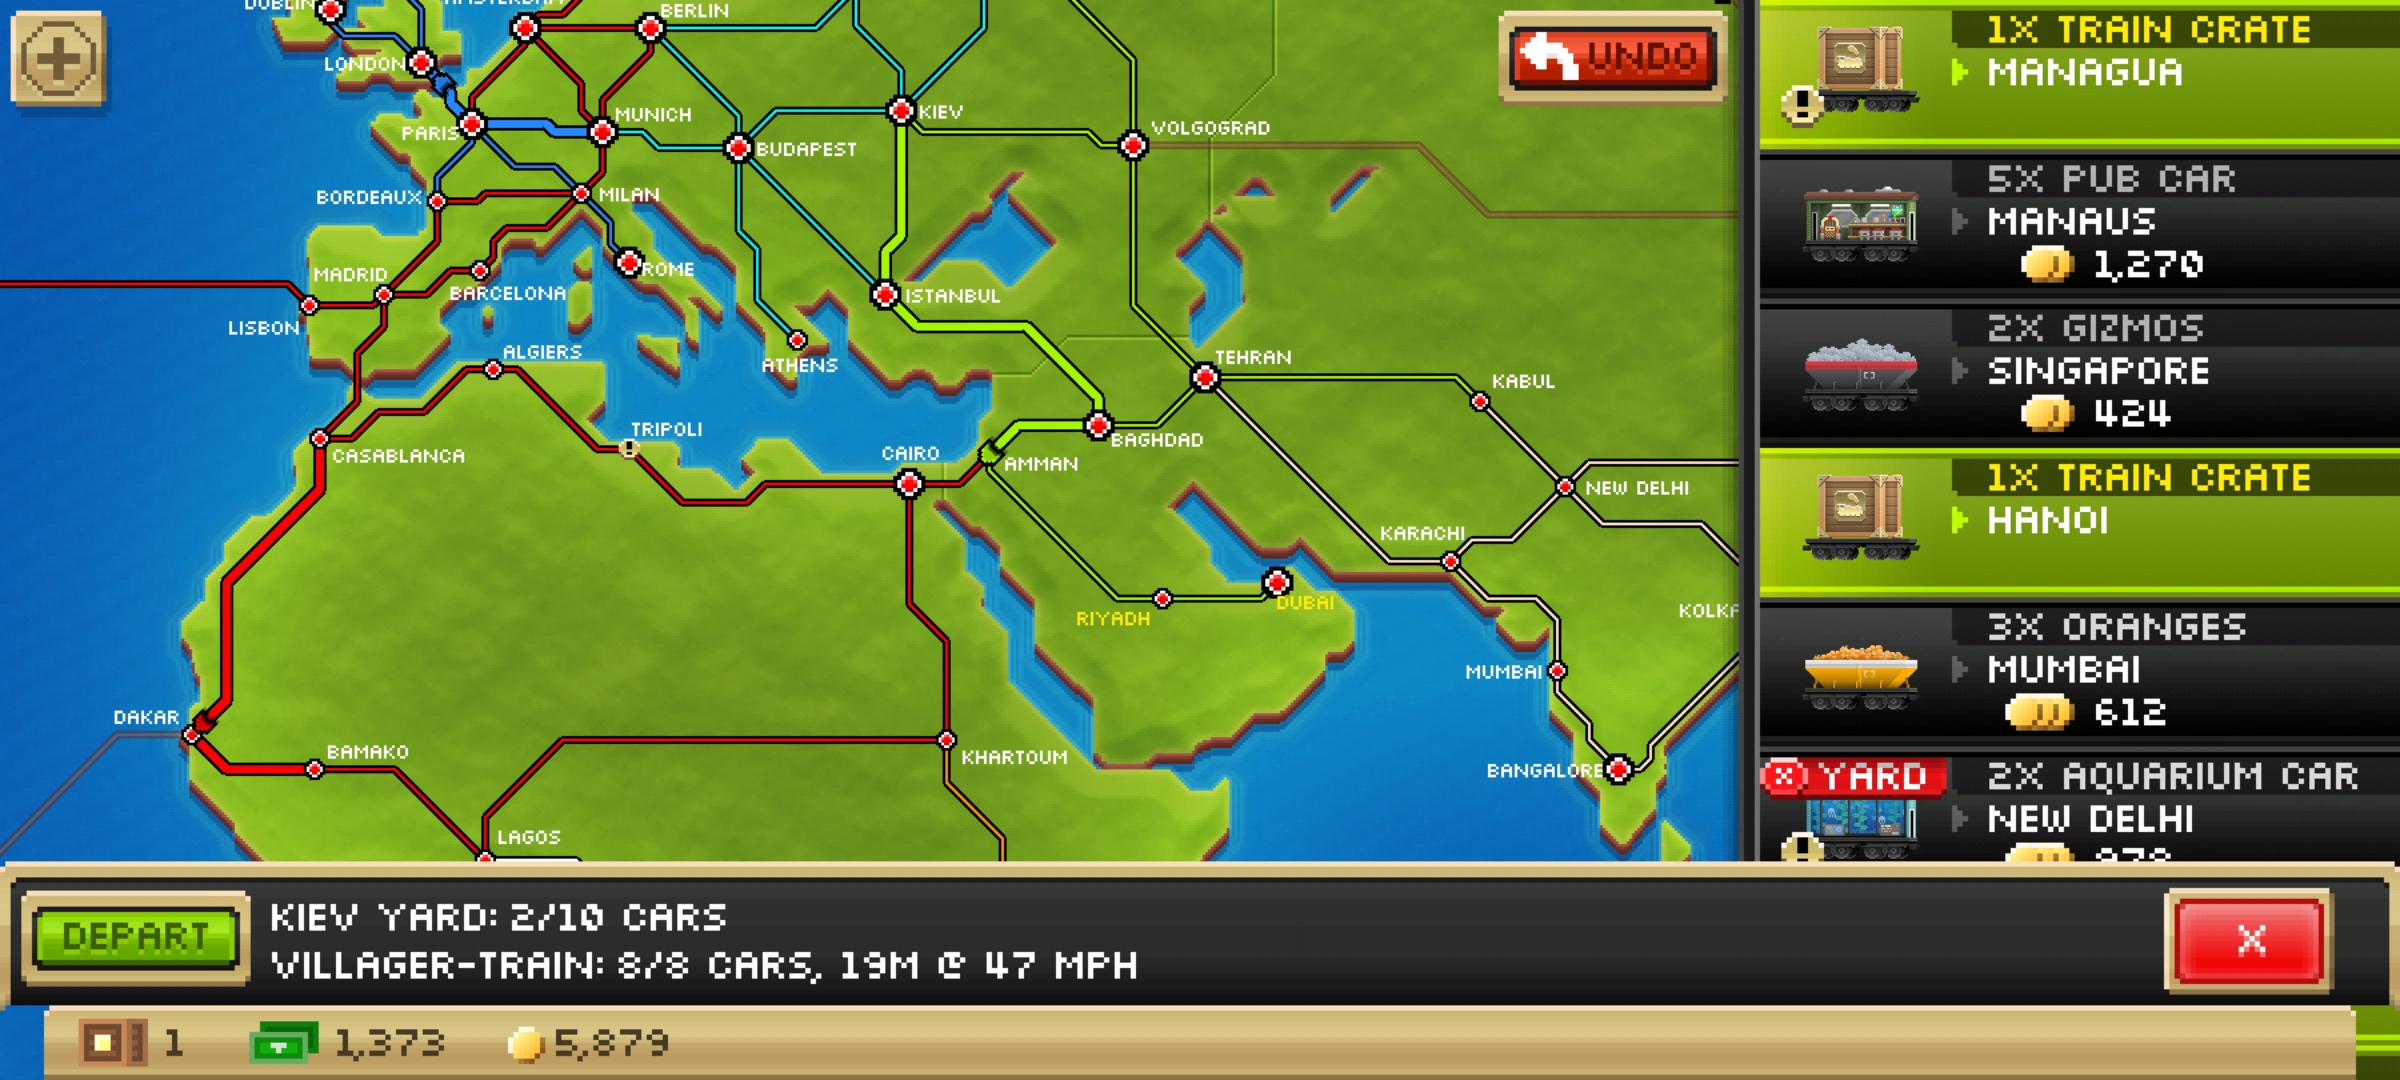 DUBLIN
BERLIN
LONDON
UNDO
PARIS
MUNICH
KIEV
BUDAPEST
VOLGOGRAD
BORDEAUX
MILAN
MADRID
ROME
BARCELONA
ISTANBUL
LISBON
ALGIERS
ATHENS
TEHRAN
KABUL
TRIPOLI
CASABLANCA
CAIRO
BAGHDAD
AMMAN
NEW DELHI
KARACHI
RIYADH
DUBAI
MUMBAI
DAKAR
BAMAKO
KHARTOUM
BANGALORE
LAGOS
1X TRAIN CRATE
MANAGUA
5X PUB CAR
MANAUS
1,270
2X GIZMOS
SINGAPORE
424
1X TRAIN CRATE
HANOI
3X ORANGES
MUMBAI
612
YARD
2X AQUARIUM CAR
NEW DELHI
DEPART
KIEV YARD: 2/10 CARS
VILLAGER-TRAIN: 8/8 CARS, 19M @ 47 MPH
X
1
1,373
5,879